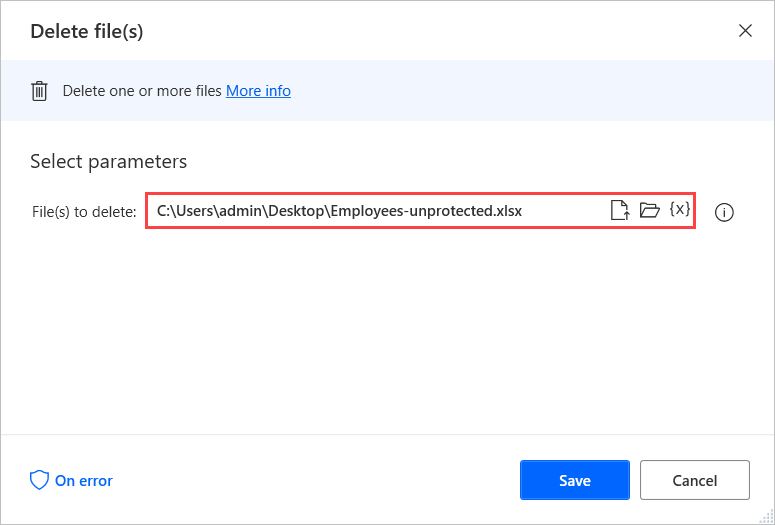 Delete file(s)
Delete one or more files More info
Select parameters
File(s) to delete: C:\Users\admin\Desktop\Employees-unprotected.xlsx {x}
On error Save Cancel